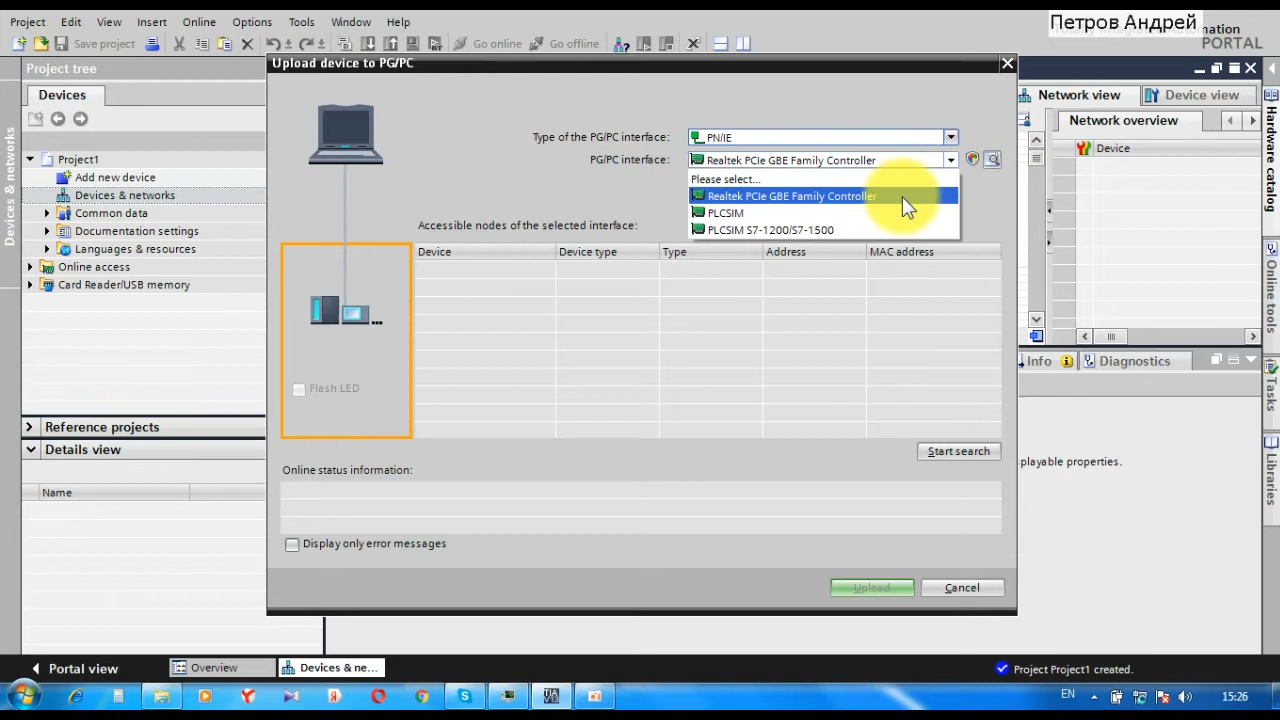 Project Edit View Insert Online Options Tools Window Help
Петров Андрей
Automation
PORTAL
Save project
Go online
Go offline
Project tree
Upload device to PG/PC
Devices
Devices & networks
Project1
Add new device
Devices & networks
Common data
Languages & resources
Online access
Card Reader/USB memory
Reference projects
Details view
Name
Type of the PG/PC interface:
PN/IE
PG/PC interface:
Realtek PCIe GBE Family Controller
Please select...
Realtek PCIe GBE Family Controller
PLCSIM
PLCSIM S7-1200/S7-1500
Accessible nodes of the selected interface:
Device Device type Type Address MAC address
Flash LED
Start search
Online status information:
Display only error messages
Upload
Cancel
Network view
Device view
Network overview
Device
Info
Diagnostics
Hardware catalog
Online tools
Tasks
Libraries
Portal view
Overview
Devices & ne...
Project Project1 created.
EN
15:26